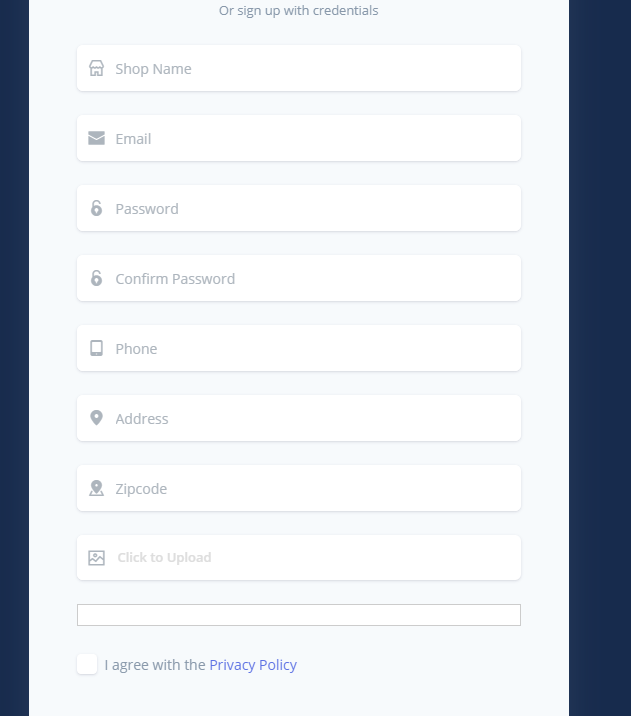 Or sign up with credentials
Shop Name
Email
Password
Confirm Password
Phone
Address
Zipcode
Click to Upload
I agree with the Privacy Policy